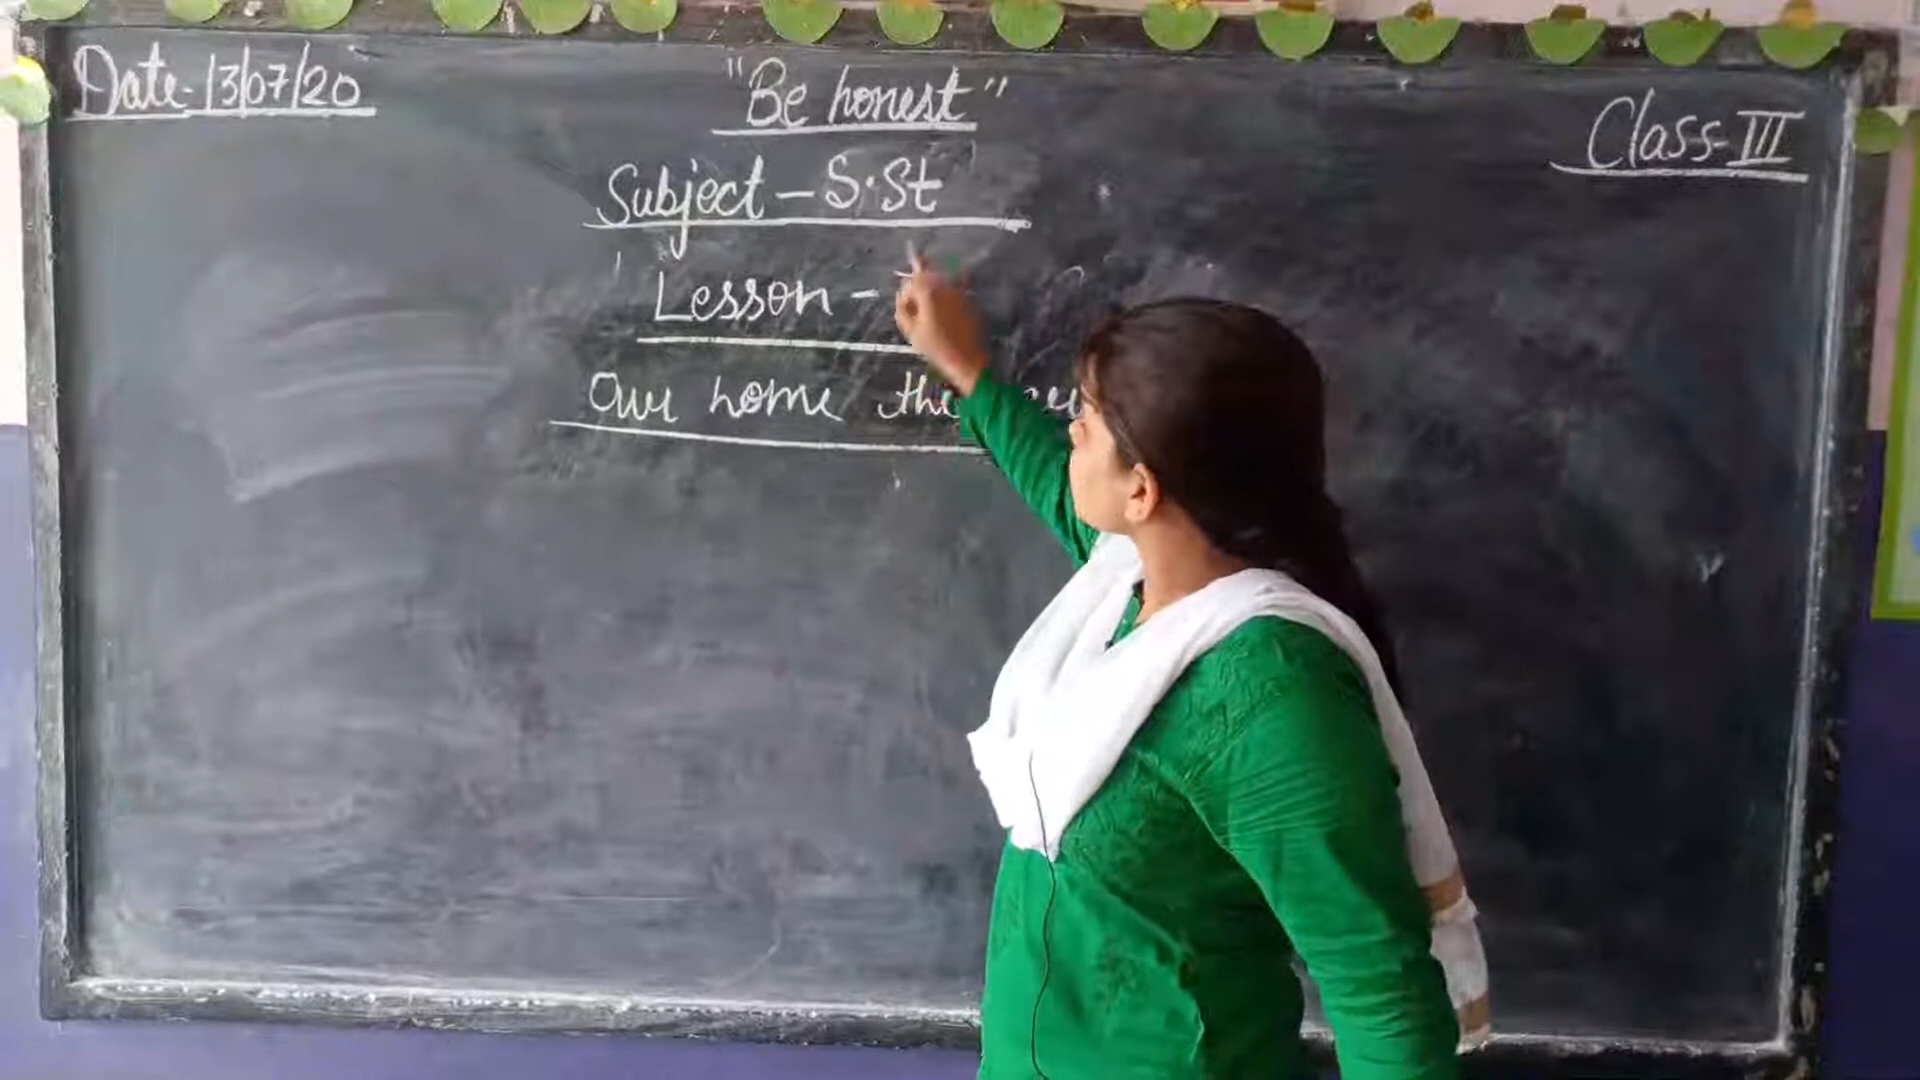 Date-13/07/20
"Be honest"
Class-III
Subject - S.St
Lesson -
Our home